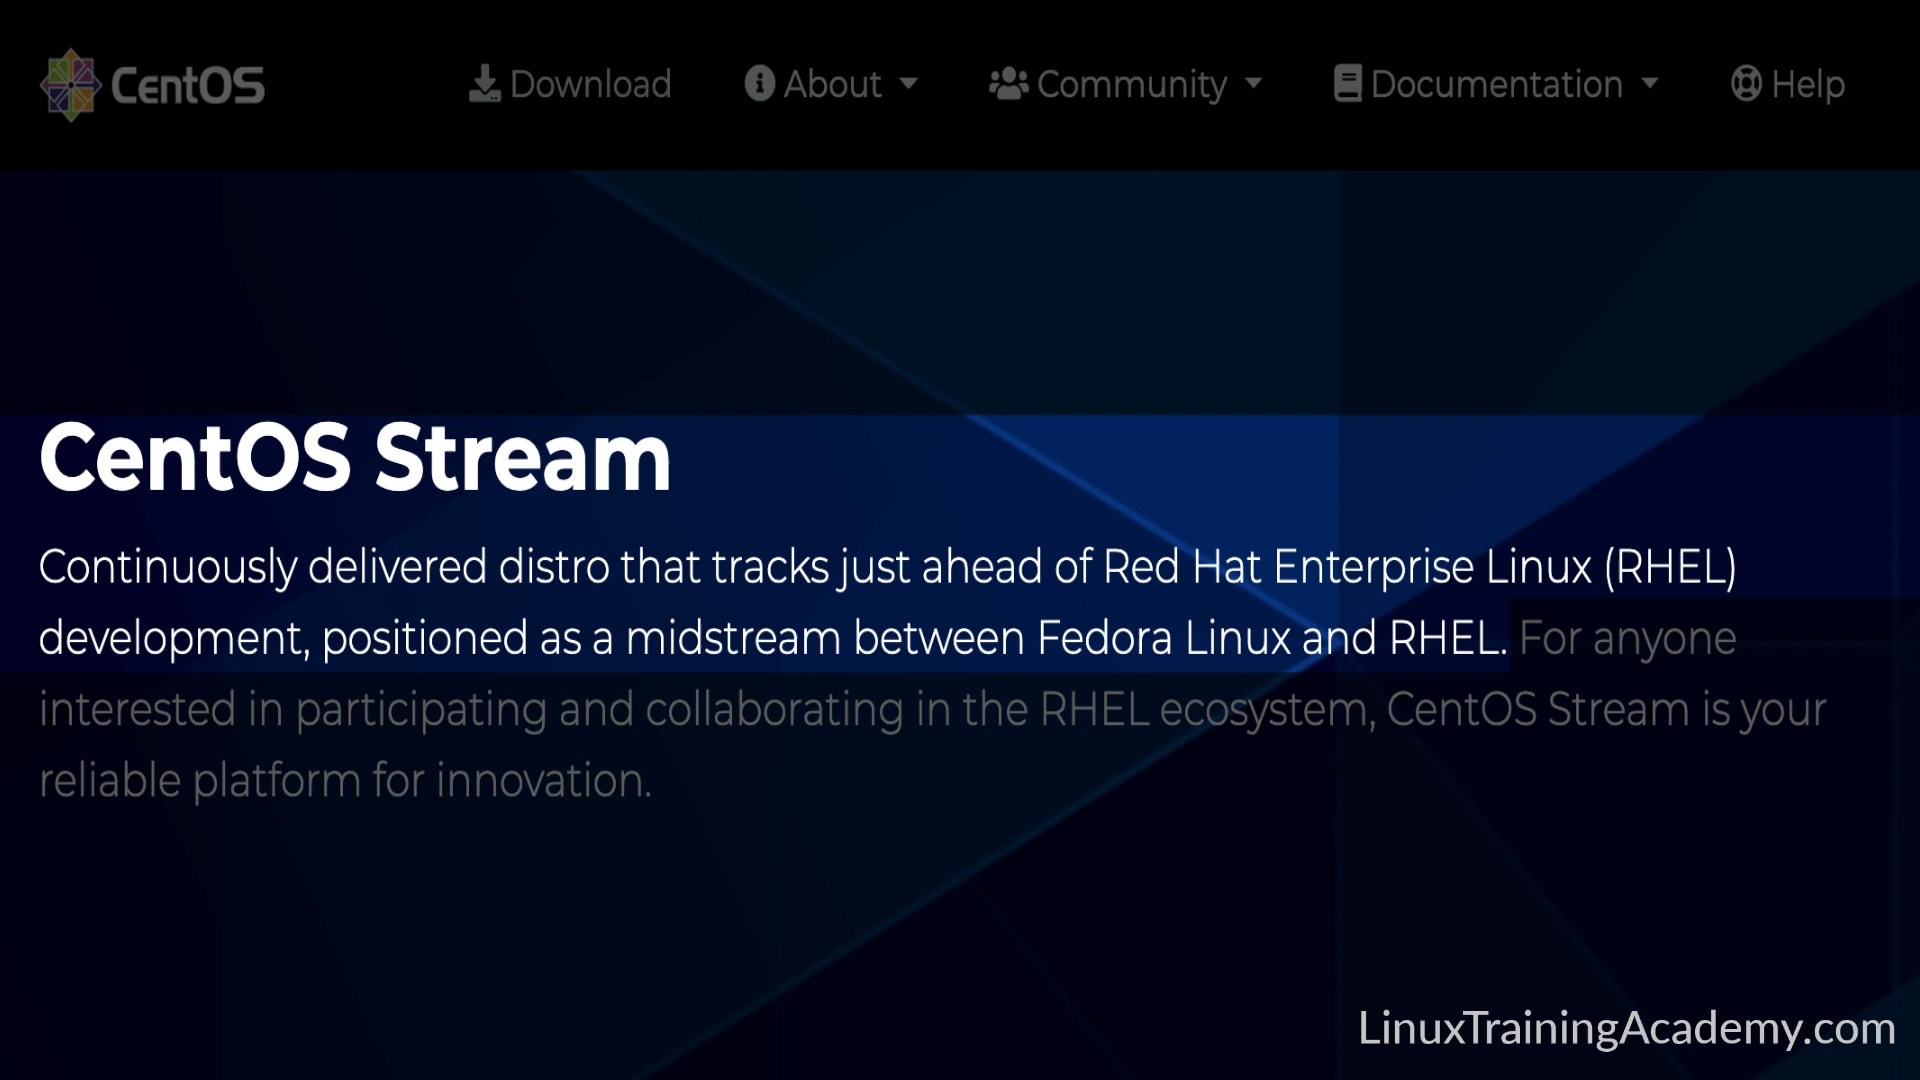 CentOS Download About Community Documentation Help
CentOS Stream
Continuously delivered distro that tracks just ahead of Red Hat Enterprise Linux (RHEL)
development, positioned as a midstream between Fedora Linux and RHEL. For anyone
interested in participating and collaborating in the RHEL ecosystem, CentOS Stream is your
reliable platform for innovation.
LinuxTrainingAcademy.com